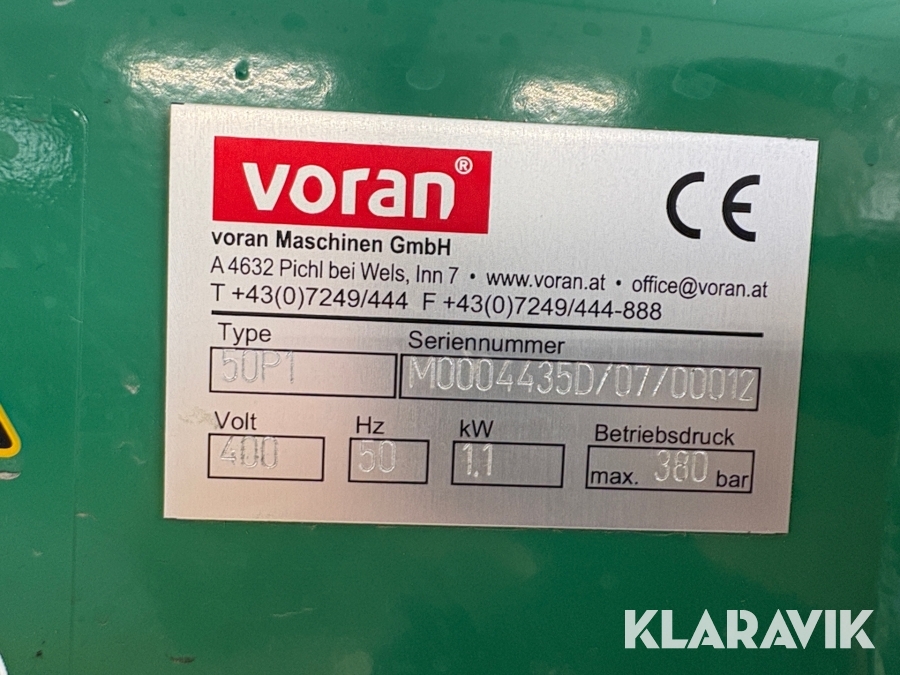 voran®
CE
voran Maschinen GmbH
A 4632 Pichl bei Wels, Inn 7 • www.voran.at • office@voran.at
T +43(0)7249/444 F +43(0)7249/444-888
Type Seriennummer
50P1 M0004435D/07/00012
Volt Hz kW Betriebsdruck
400 50 1.1 max. 380 bar
KLARAVIK